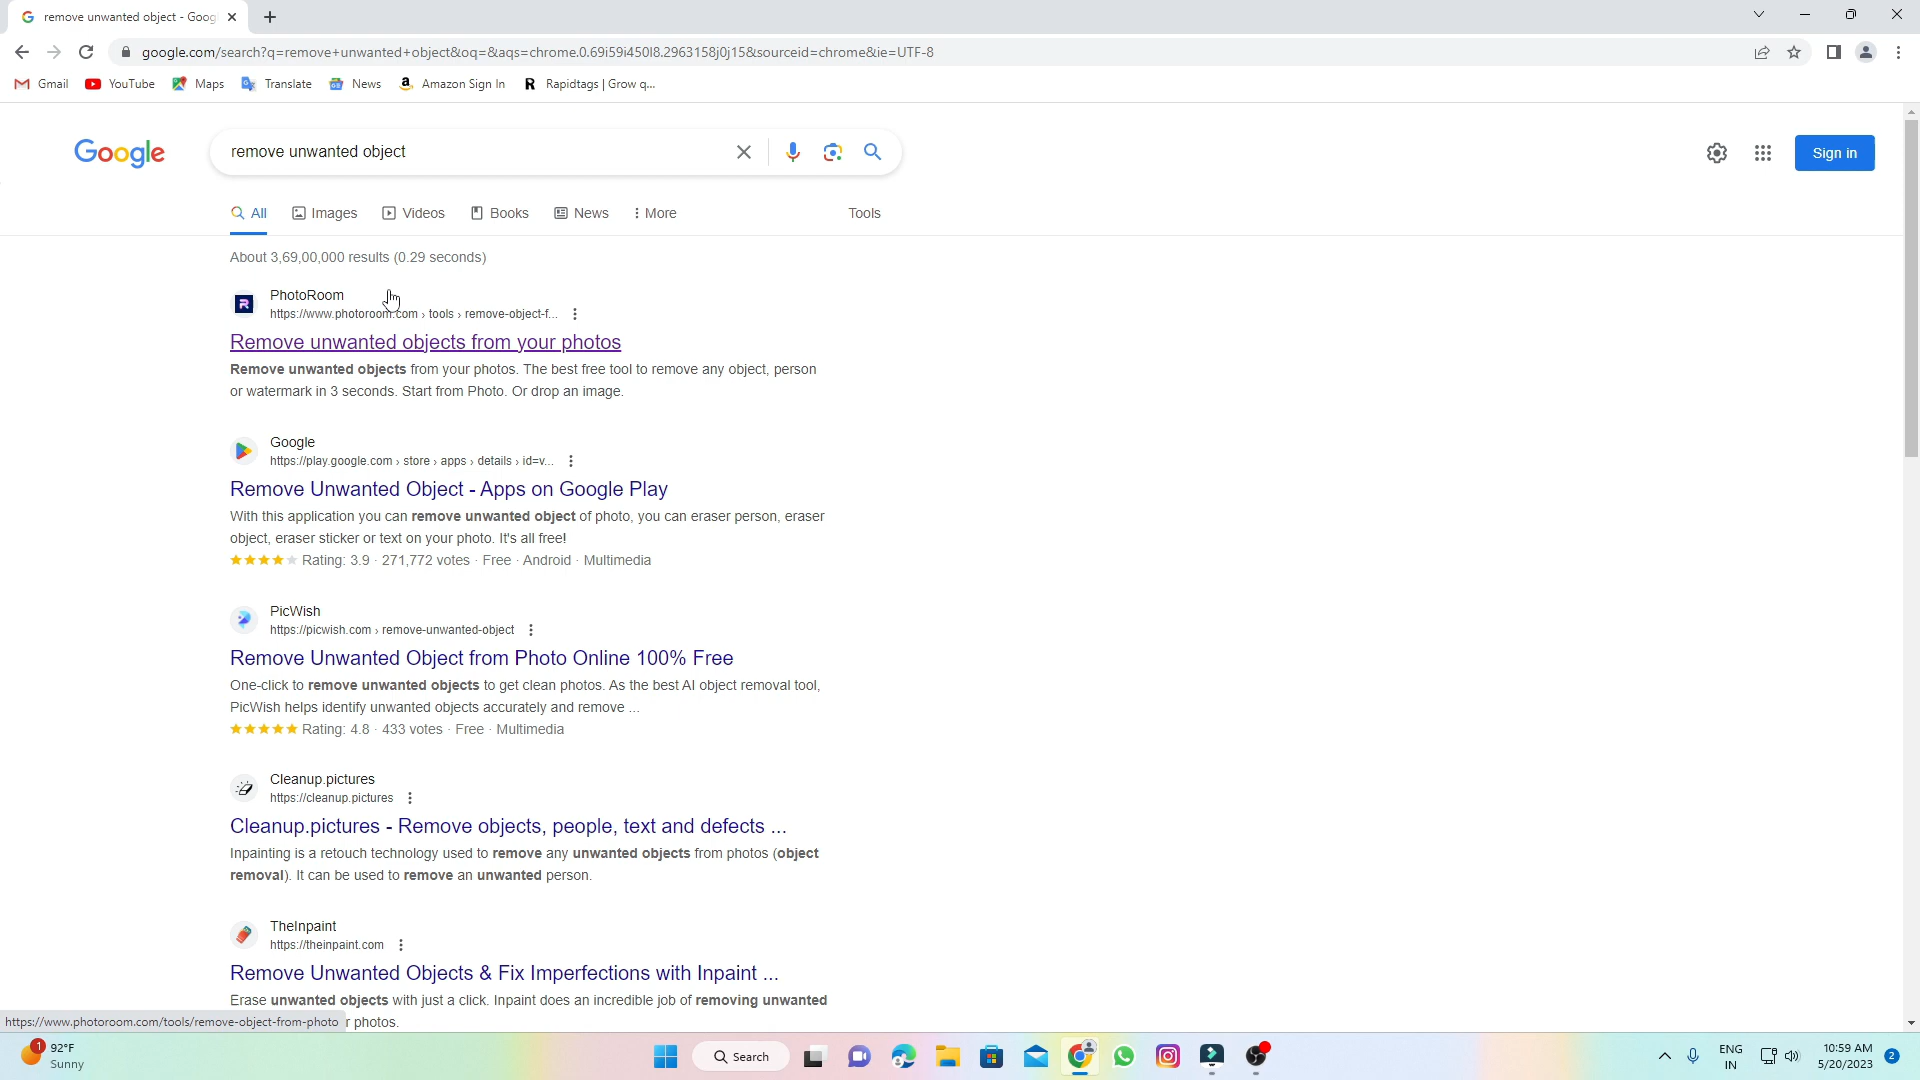 remove unwanted object - Goog
google.com/search?q=remove+unwanted+object&oq=&aqs=chrome.0.69i59i450l8.2963158j0j15&sourceid=chrome&ie=UTF-8
Gmail YouTube Maps Translate News Amazon Sign In Rapidtags | Grow q...
Google
remove unwanted object
Sign in
All Images Videos Books News More Tools
About 3,69,00,000 results (0.29 seconds)
PhotoRoom
https://www.photoroom.com › tools › remove-object-f...
Remove unwanted objects from your photos
Remove unwanted objects from your photos. The best free tool to remove any object, person
or watermark in 3 seconds. Start from Photo. Or drop an image.
Google
https://play.google.com › store › apps › details › id=v...
Remove Unwanted Object - Apps on Google Play
With this application you can remove unwanted object of photo, you can eraser person, eraser
object, eraser sticker or text on your photo. It's all free!
Rating: 3.9 · 271,772 votes · Free · Android · Multimedia
PicWish
https://picwish.com › remove-unwanted-object
Remove Unwanted Object from Photo Online 100% Free
One-click to remove unwanted objects to get clean photos. As the best AI object removal tool,
PicWish helps identify unwanted objects accurately and remove ...
Rating: 4.8 · 433 votes · Free · Multimedia
Cleanup.pictures
https://cleanup.pictures
Cleanup.pictures - Remove objects, people, text and defects ...
Inpainting is a retouch technology used to remove any unwanted objects from photos (object
removal). It can be used to remove an unwanted person.
TheInpaint
https://theinpaint.com
Remove Unwanted Objects & Fix Imperfections with Inpaint ...
Erase unwanted objects with just a click. Inpaint does an incredible job of removing unwanted
r photos.
https://www.photoroom.com/tools/remove-object-from-photo
1
92°F
Sunny
Search
ENG
IN
10:59 AM
5/20/2023
2